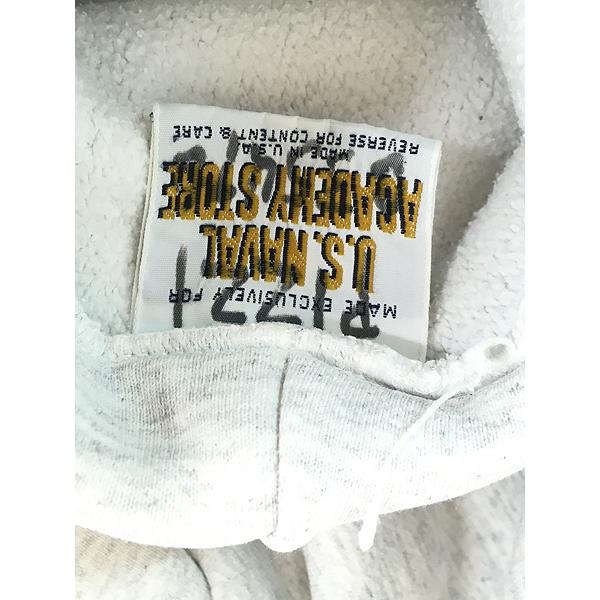 MADE EXCLUSIVELY FOR
U.S. NAVAL
ACADEMY STORE
MADE IN U.S.A.
REVERSE FOR CONTENT & CARE